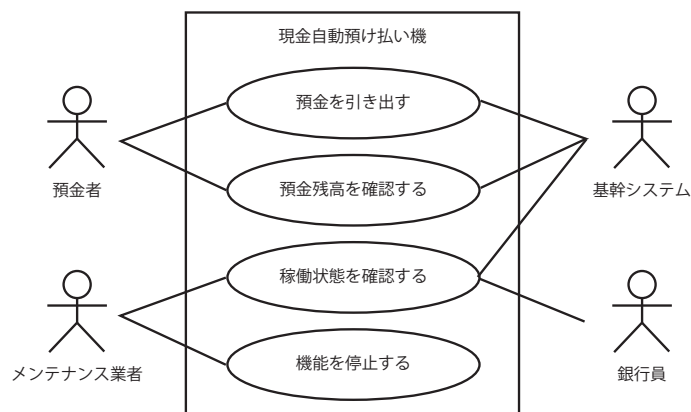 現金自動預け払い機
預金を引き出す
預金者
預金残高を確認する
基幹システム
稼働状態を確認する
メンテナンス業者
機能を停止する
銀行員